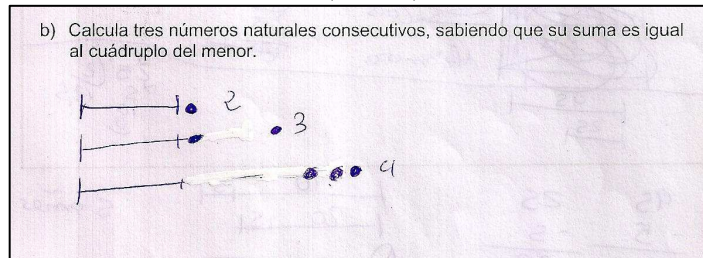 b) Calcula tres números naturales consecutivos, sabiendo que su suma es igual
al cuádruplo del menor.
2
3
4